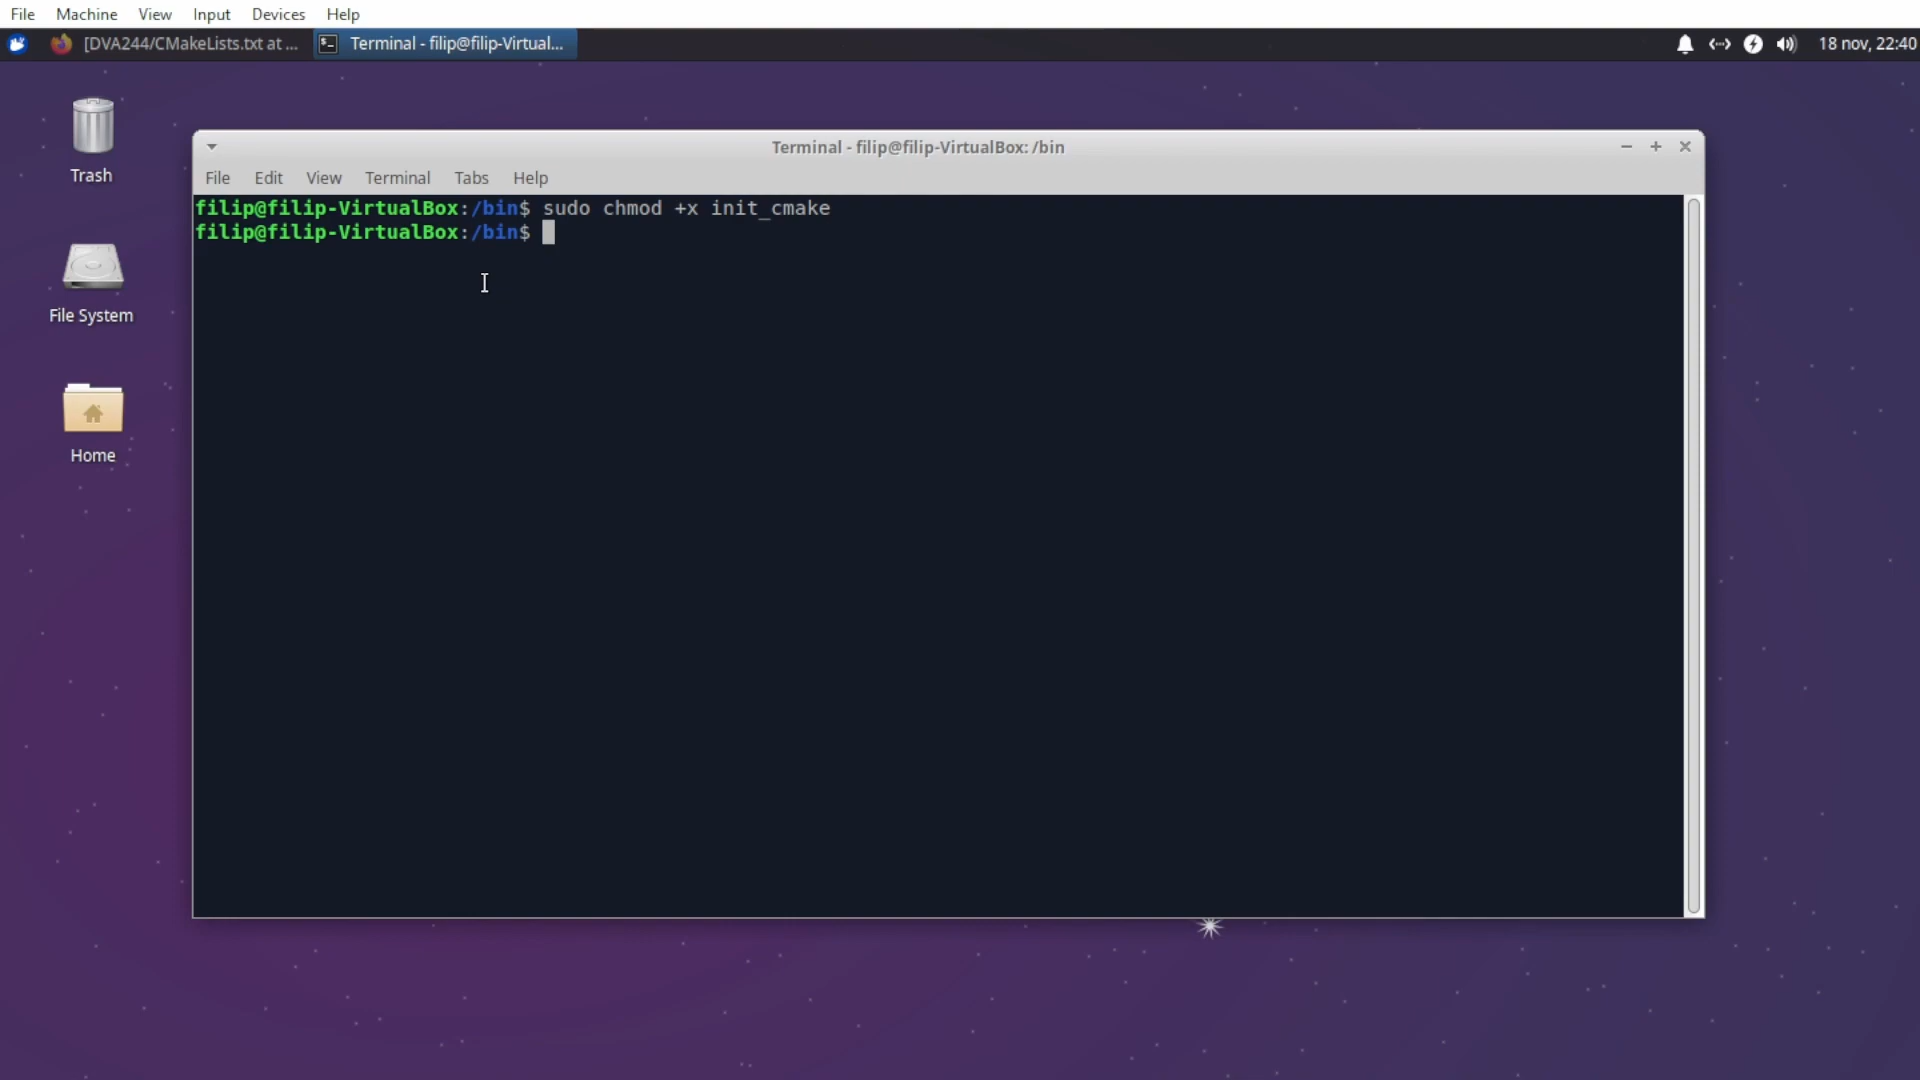 File Machine View Input Devices Help
[DVA244/CMakeLists.txt at ... Terminal - filip@filip-Virtual... 18 nov, 22:40
Trash
File System
Home
Terminal - filip@filip-VirtualBox: /bin
File Edit View Terminal Tabs Help
filip@filip-VirtualBox:/bin$ sudo chmod +x init_cmake
filip@filip-VirtualBox:/bin$